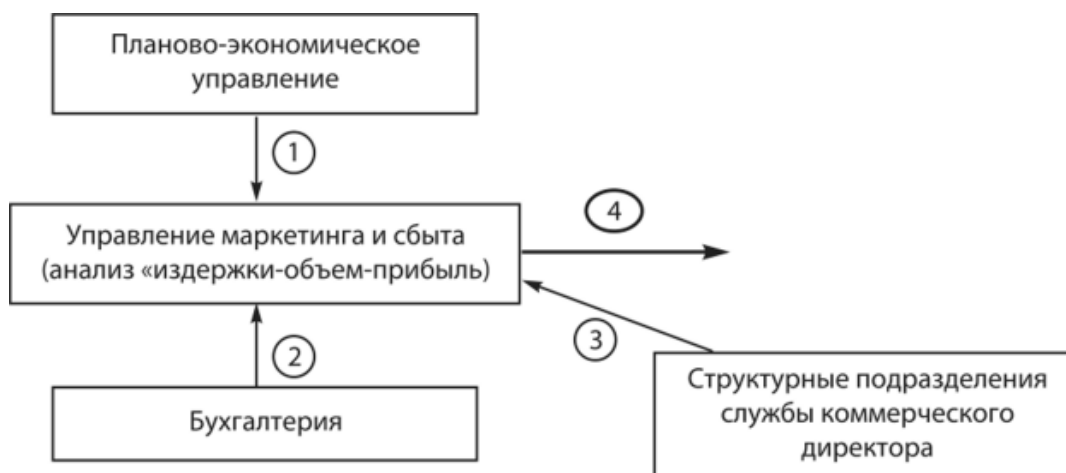 Планово-экономическое
управление
1
Управление маркетинга и сбыта
(анализ «издержки-объем-прибыль)
4
3
2
Структурные подразделения
службы коммерческого
директора
Бухгалтерия